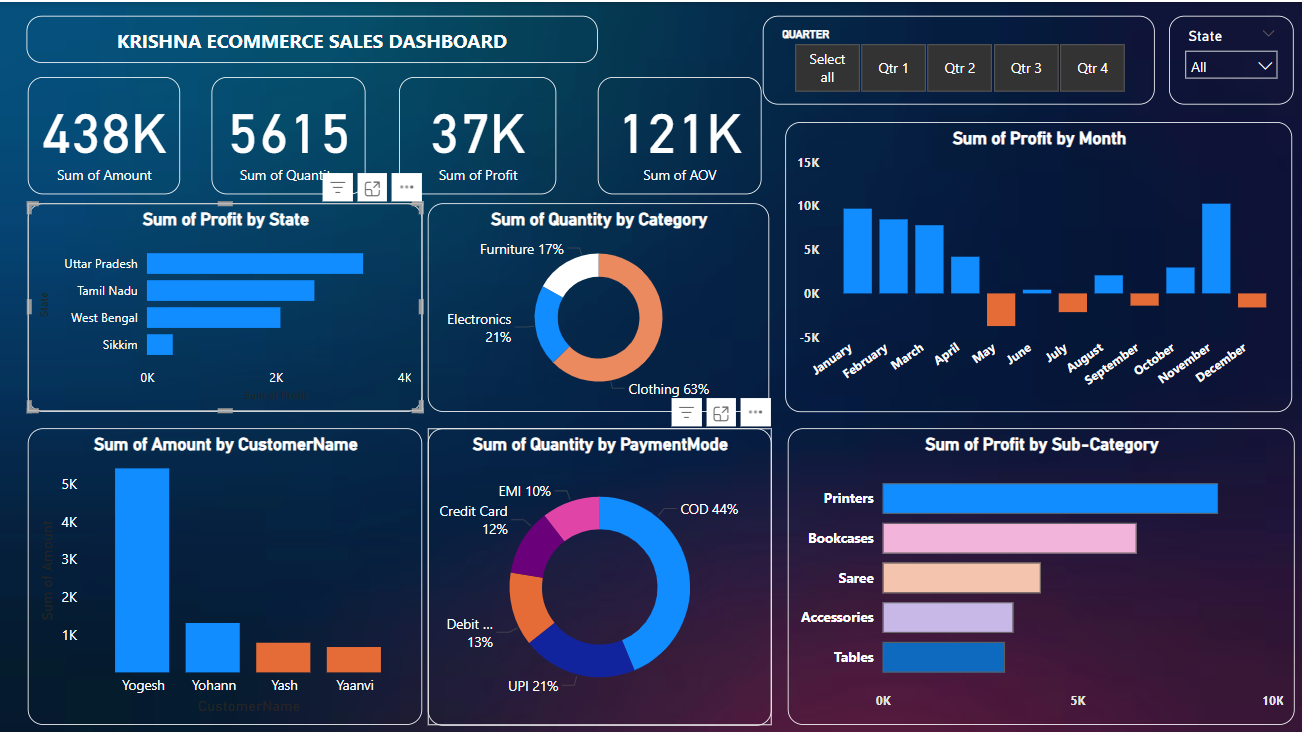 KRISHNA ECOMMERCE SALES DASHBOARD
QUARTER
Select
all
Qtr 1
Qtr 2
Qtr 3
Qtr 4
State
All
438K
Sum of Amount
5615
Sum of Quantity
37K
Sum of Profit
121K
Sum of AOV
Sum of Profit by State
State
Uttar Pradesh
Tamil Nadu
West Bengal
Sikkim
0K
2K
4K
Sum of Quantity by Category
Furniture 17%
Electronics
21%
Clothing 63%
Sum of Profit by Month
15K
10K
5K
0K
-5K
January
February
March
April
May
June
July
August
September
October
November
December
Sum of Amount by CustomerName
Sum of Amount
5K
4K
3K
2K
1K
Yogesh
Yohann
Yash
Yaanvi
CustomerName
Sum of Quantity by PaymentMode
EMI 10%
Credit Card
12%
COD 44%
Debit ...
13%
UPI 21%
Sum of Profit by Sub-Category
Printers
Bookcases
Saree
Accessories
Tables
0K
5K
10K